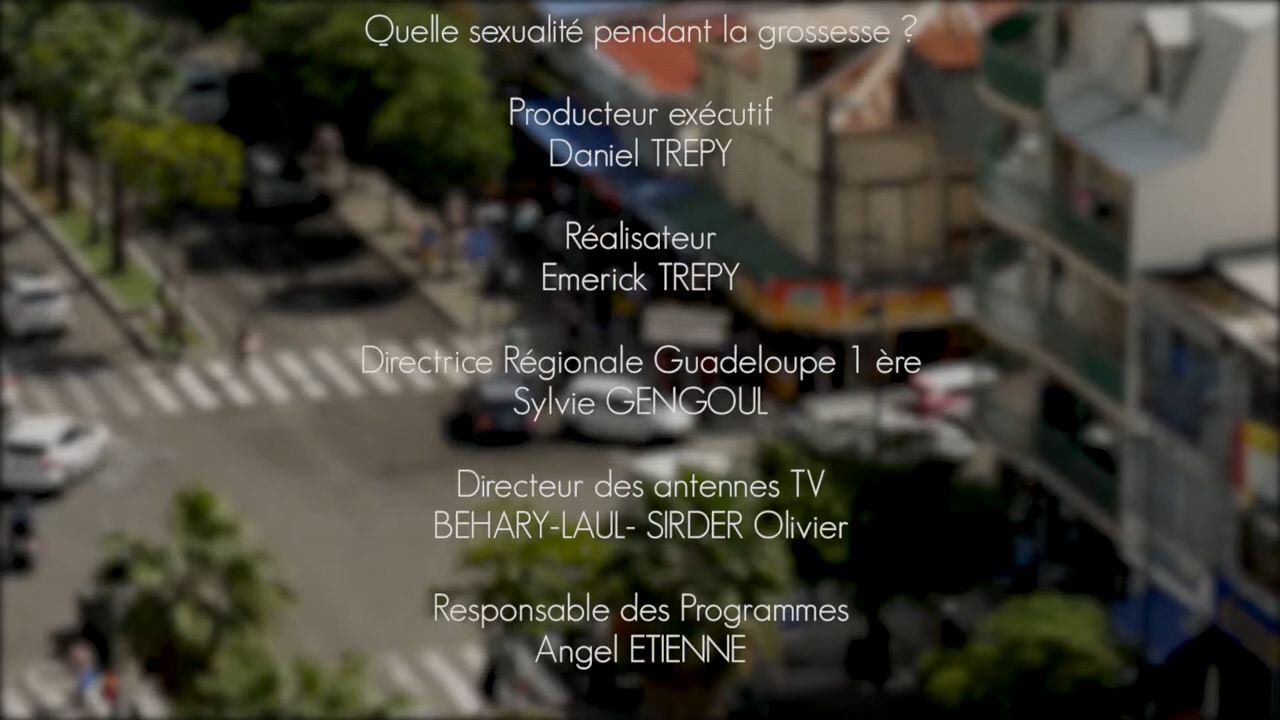 Quelle sexualité pendant la grossesse ?
Producteur exécutif
Daniel TREPY
Réalisateur
Emerick TREPY
Directrice Régionale Guadeloupe 1 ère
Sylvie GENGOUL
Directeur des antennes TV
BEHARY-LAUL- SIRDER Olivier
Responsable des Programmes
Angel ETIENNE